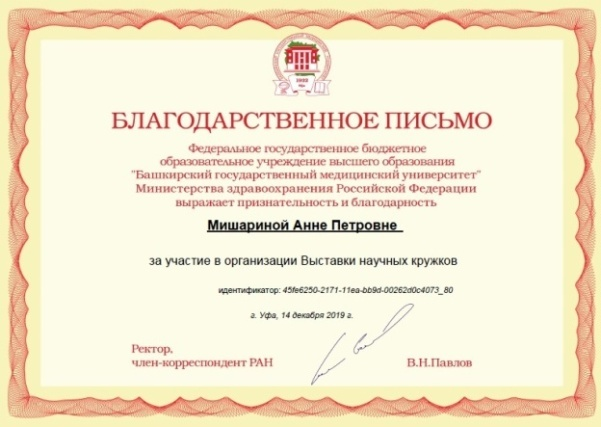 БЛАГОДАРСТВЕННОЕ ПИСЬМО
Федеральное государственное бюджетное
образовательное учреждение высшего образования
"Башкирский государственный медицинский университет"
Министерства здравоохранения Российской Федерации
выражает признательность и благодарность
Мишариной Анне Петровне
за участие в организации Выставки научных кружков
идентификатор: 45fe6250-2171-11ea-bb9d-00262d0c4073_80
г. Уфа, 14 декабря 2019 г.
Ректор,
член-корреспондент РАН
В.Н.Павлов